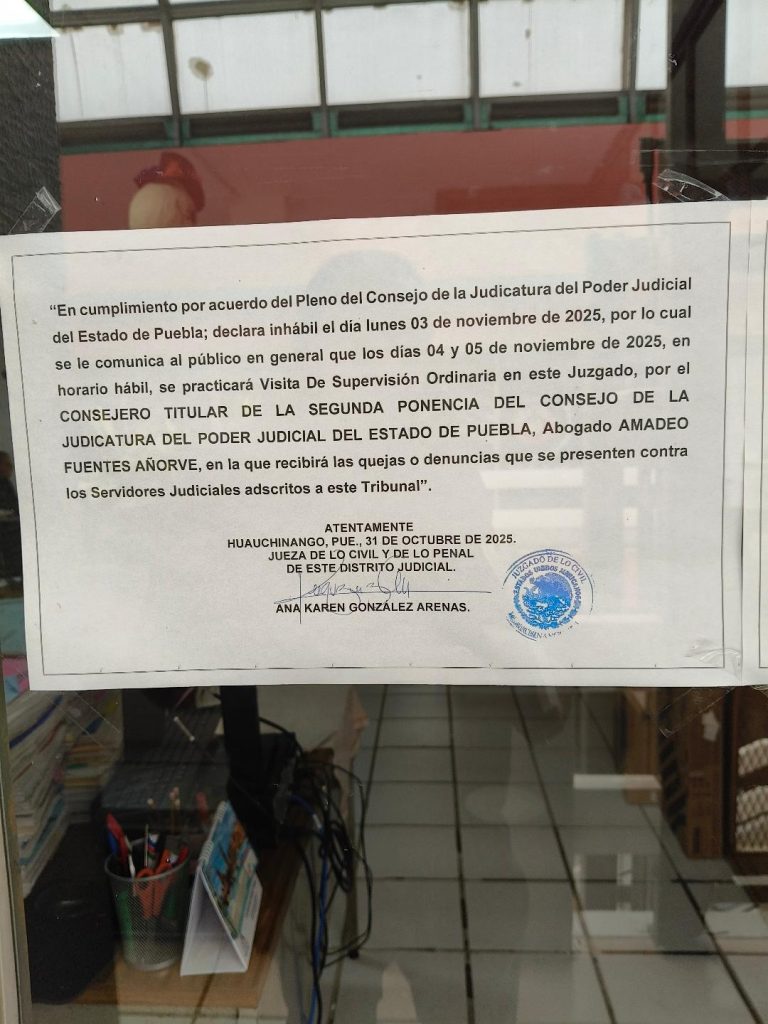 “En cumplimiento por acuerdo del Pleno del Consejo de la Judicatura del Poder Judicial
del Estado de Puebla; declara inhábil el día lunes 03 de noviembre de 2025, por lo cual
se le comunica al público en general que los días 04 y 05 de noviembre de 2025, en
horario hábil, se practicará Visita De Supervisión Ordinaria en este Juzgado, por el
CONSEJERO TITULAR DE LA SEGUNDA PONENCIA DEL CONSEJO DE LA
JUDICATURA DEL PODER JUDICIAL DEL ESTADO DE PUEBLA, Abogado AMADEO
FUENTES AÑORVE, en la que recibirá las quejas o denuncias que se presenten contra
los Servidores Judiciales adscritos a este Tribunal”.
ATENTAMENTE
HUAUCHINANGO, PUE., 31 DE OCTUBRE DE 2025.
JUEZA DE LO CIVIL Y DE LO PENAL
DE ESTE DISTRITO JUDICIAL.
ANA KAREN GONZÁLEZ ARENAS.
JUZGADO DE LO CIVIL
ESTADOS UNIDOS MEXICANOS